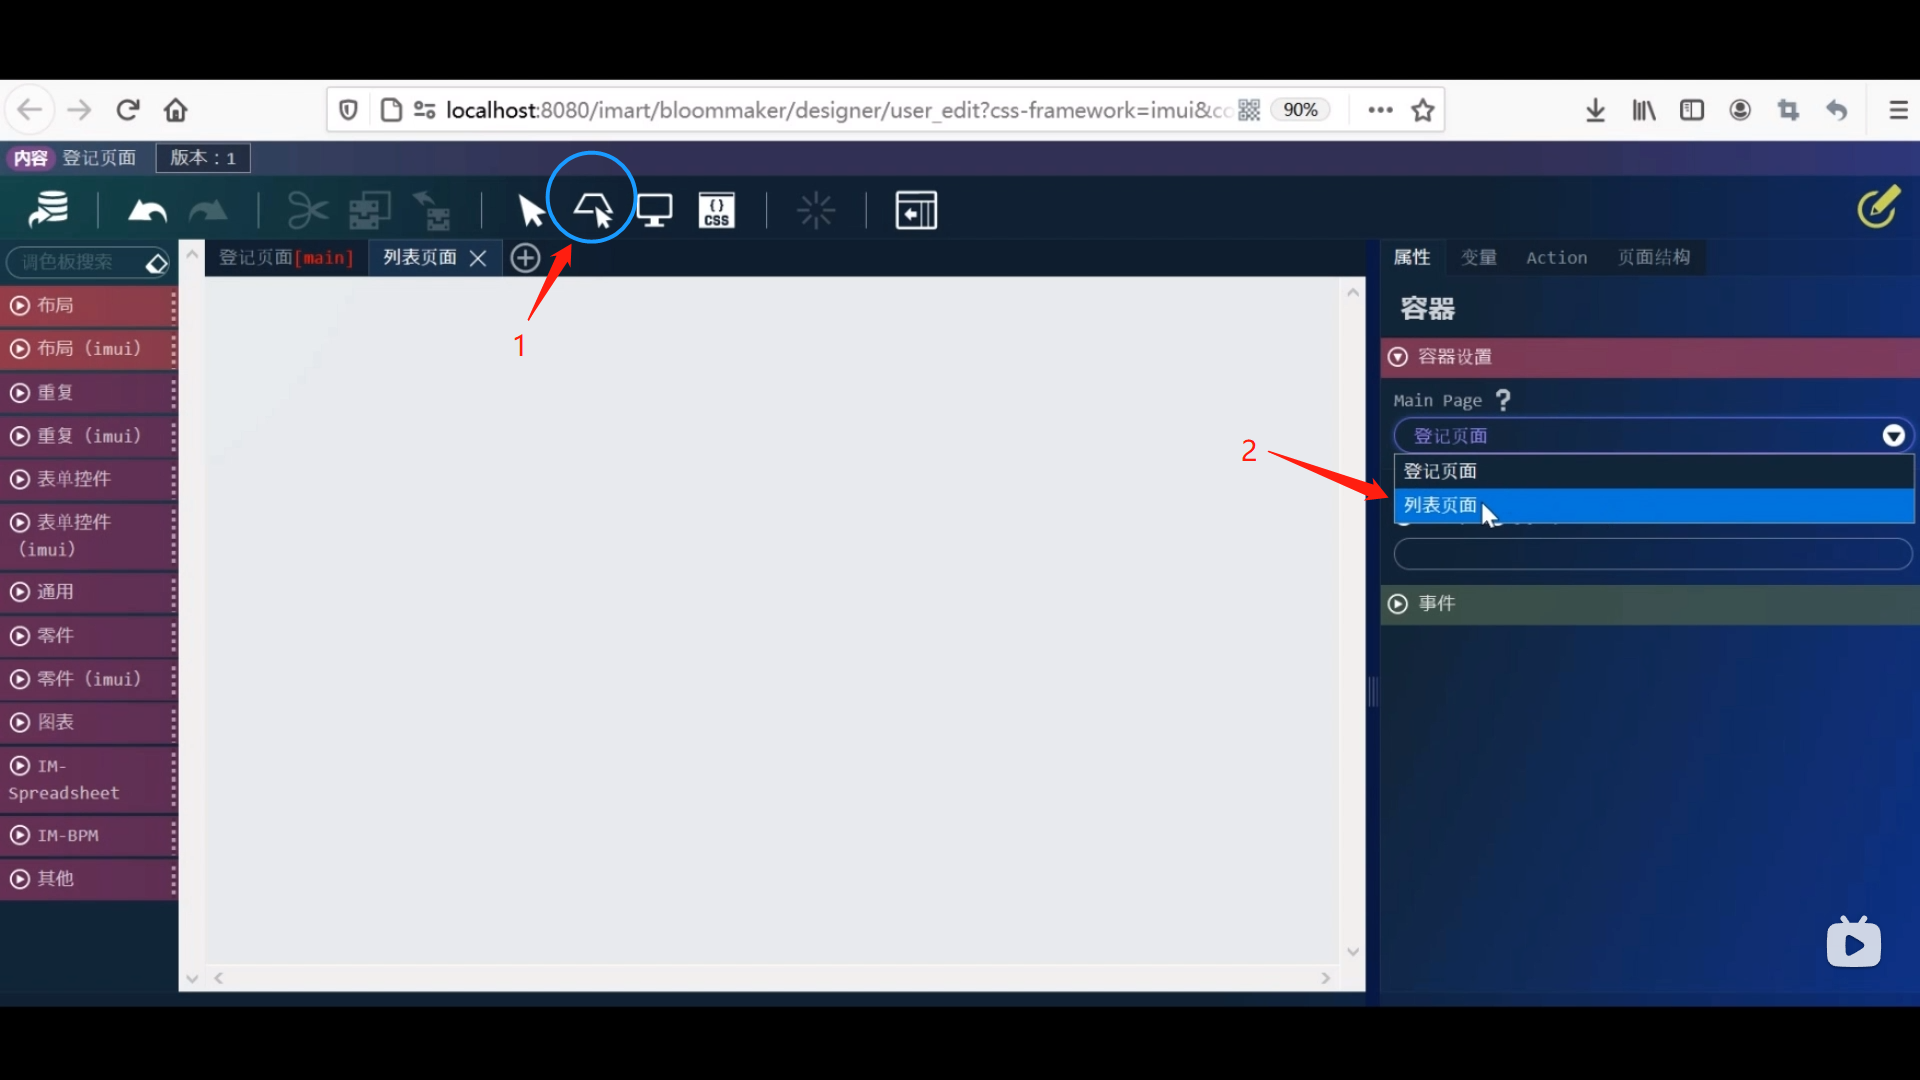 localhost:8080/imart/bloommaker/designer/user_edit?css-framework=imui&cc
90%
内容 登记页面 版本：1
{} CSS
调色板搜索
登记页面[main]
列表页面
属性 变量 Action 页面结构
布局
布局 (imui)
重复
重复 (imui)
表单控件
表单控件
(imui)
通用
零件
零件 (imui)
图表
IM-
Spreadsheet
IM-BPM
其他
1
2
容器
容器设置
Main Page ?
登记页面
登记页面
列表页面
事件